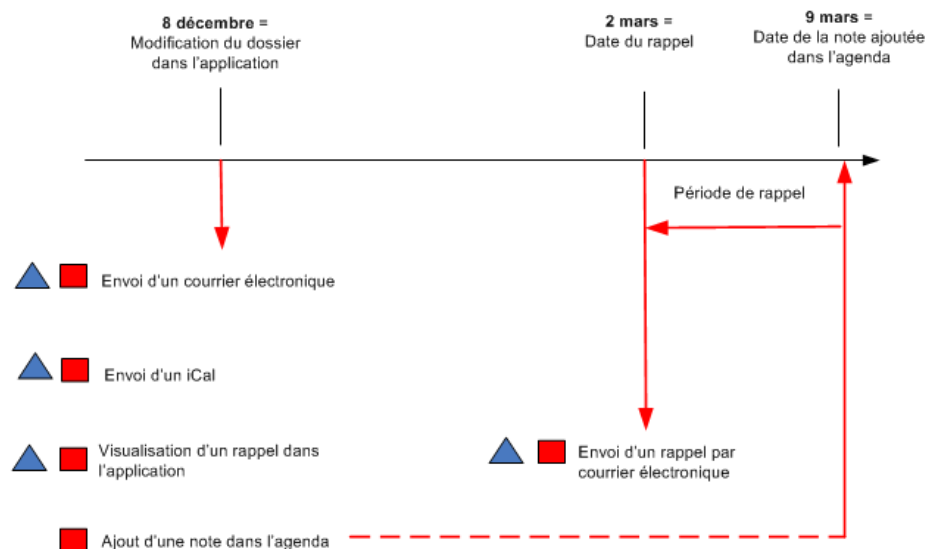 8 décembre =
Modification du dossier
dans l'application
2 mars =
Date du rappel
9 mars =
Date de la note ajoutée
dans l'agenda
Période de rappel
Envoi d'un courrier électronique
Envoi d'un iCal
Visualisation d'un rappel dans
l'application
Envoi d'un rappel par
courrier électronique
Ajout d'une note dans l'agenda